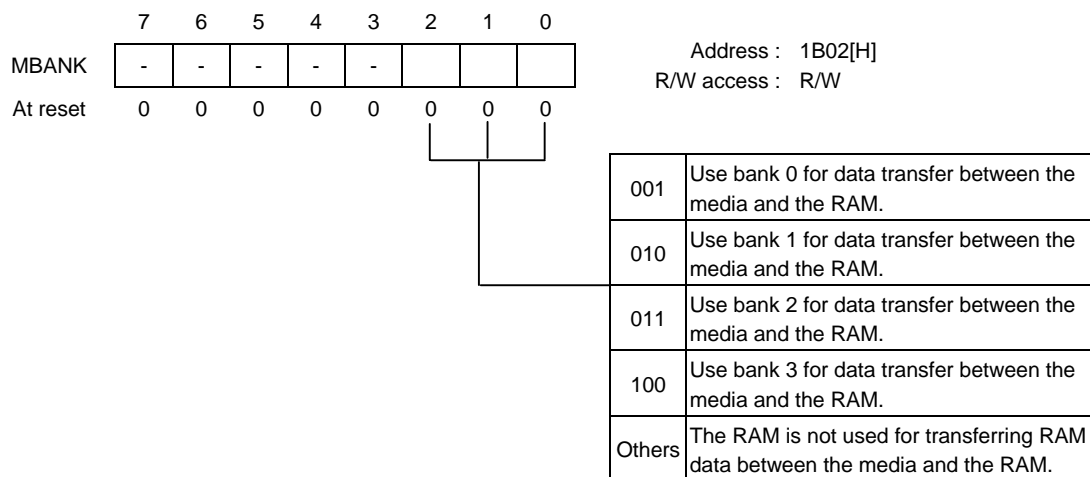 7 6 5 4 3 2 1 0
MBANK - - - - -
At reset 0 0 0 0 0 0 0 0
Address : 1B02[H]
R/W access : R/W
001 Use bank 0 for data transfer between the
media and the RAM.
010 Use bank 1 for data transfer between the
media and the RAM.
011 Use bank 2 for data transfer between the
media and the RAM.
100 Use bank 3 for data transfer between the
media and the RAM.
Others The RAM is not used for transferring RAM
data between the media and the RAM.